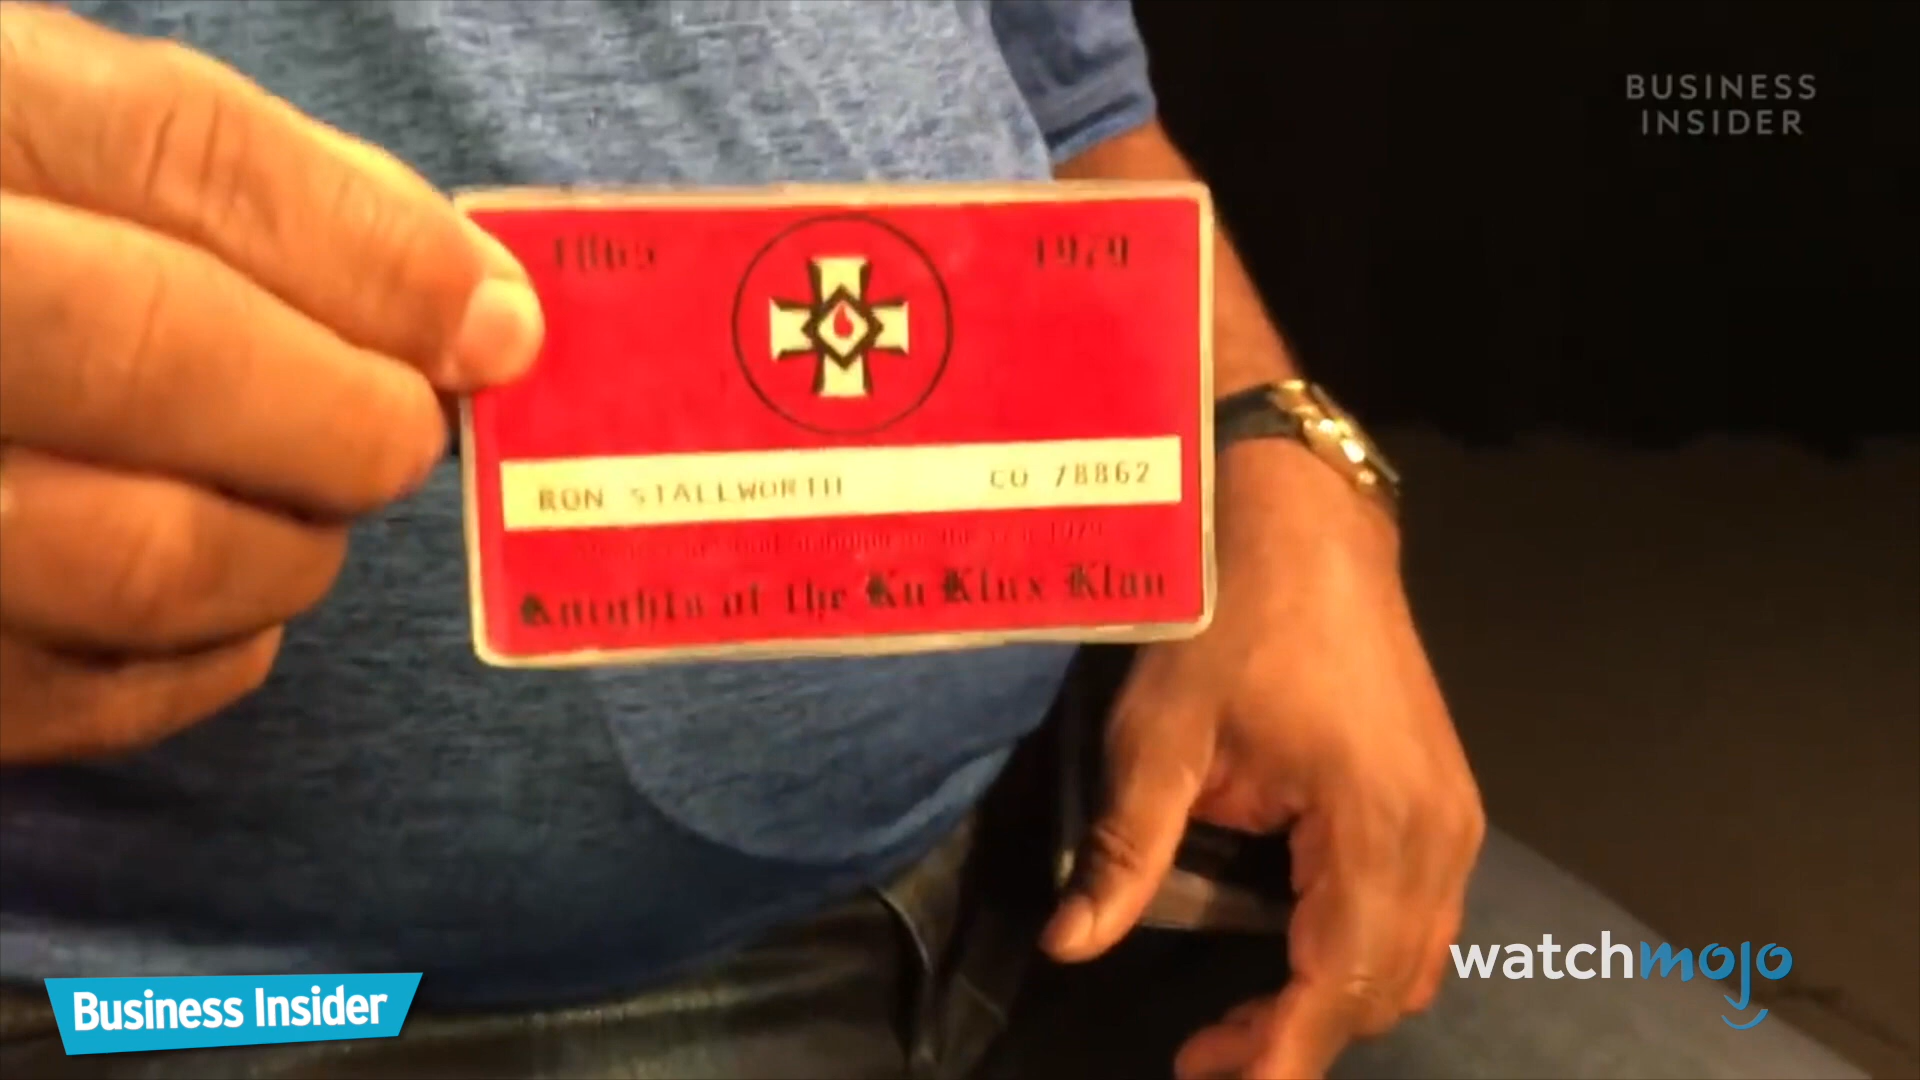 BUSINESS
INSIDER
1865 1979
RON STALLWORTH CO 78862
Knights of the Ku Klux Klan
watchmojo
Business Insider